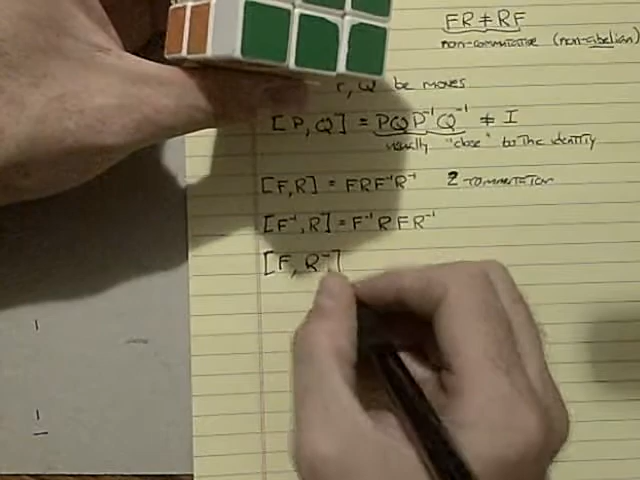 FR ≠ RF
non-commutative (non-abelian)
P, Q be moves
[P, Q] = PQP⁻¹Q⁻¹ ≠ I
usually "close" to the identity
[F,R] = FRF⁻¹R⁻¹ Z commutator
[F⁻¹, R] = F⁻¹RFR⁻¹
[F, R⁻¹]